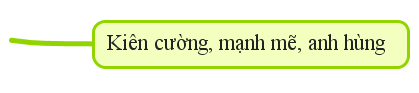 Kiên cường, mạnh mẽ, anh hùng